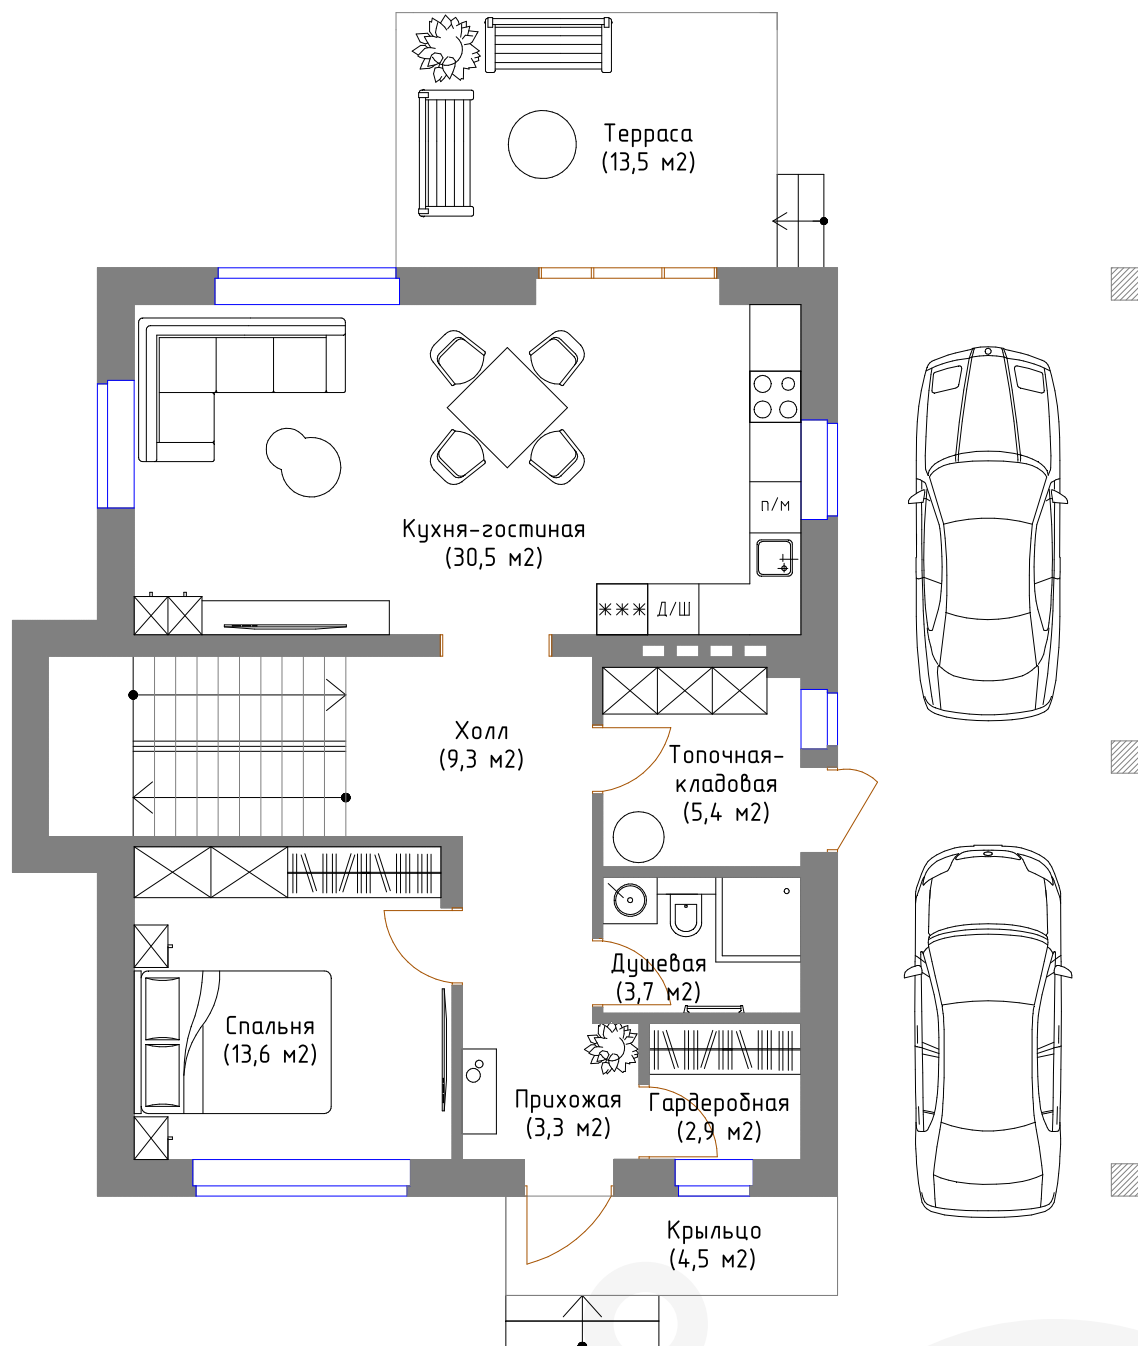 Терраса
(13,5 м2)
п/м
Кухня-гостиная
(30,5 м2)
***
Д/Ш
Холл
(9,3 м2)
Топочная-
кладовая
(5,4 м2)
Душевая
(3,7 м2)
Спальня
(13,6 м2)
Прихожая
(3,3 м2)
Гардеробная
(2,9 м2)
Крыльцо
(4,5 м2)